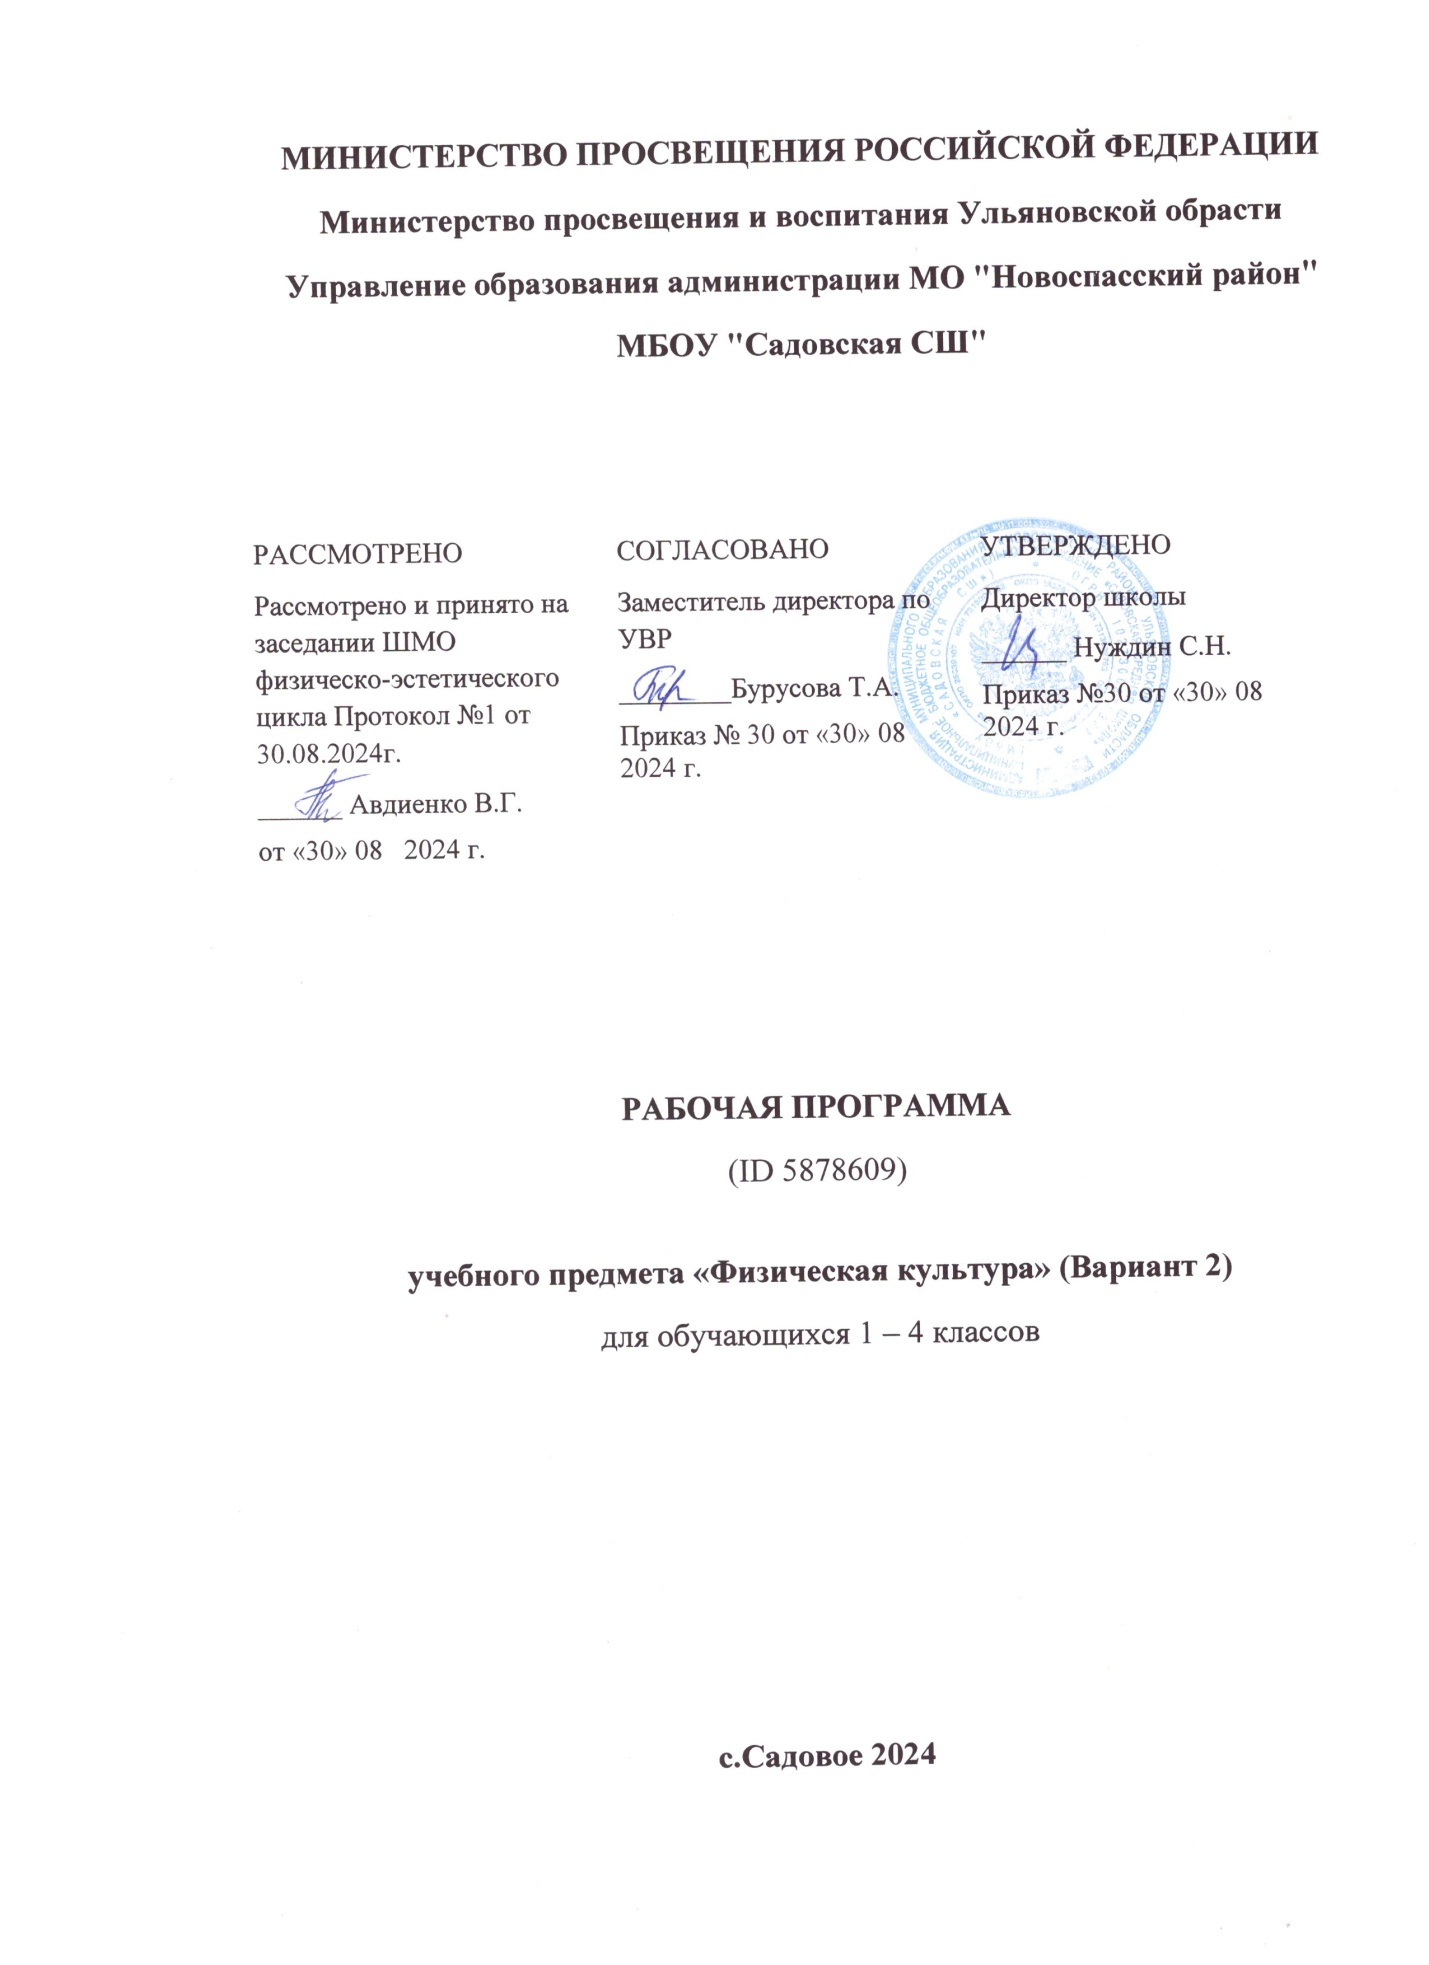 МИНИСТЕРСТВО ПРОСВЕЩЕНИЯ РОССИЙСКОЙ ФЕДЕРАЦИИ
Министерство просвещения и воспитания Ульяновской обрасти
Управление образования администрации МО "Новоспасский район"
МБОУ "Садовская СШ"
РАССМОТРЕНО
Рассмотрено и принято на
заседании ШМО
физическо-эстетического
цикла Протокол №1 от
30.08.2024г.
______ Авдиенко В.Г.
от «30» 08 2024 г.
СОГЛАСОВАНО
Заместитель директора по
УВР
________Бурусова Т.А.
Приказ № 30 от «30» 08
2024 г.
УТВЕРЖДЕНО
Директор школы
______ Нуждин С.Н.
Приказ №30 от «30» 08
2024 г.
РАБОЧАЯ ПРОГРАММА
(ID 5878609)
учебного предмета «Физическая культура» (Вариант 2)
для обучающихся 1 – 4 классов
с.Садовое 2024